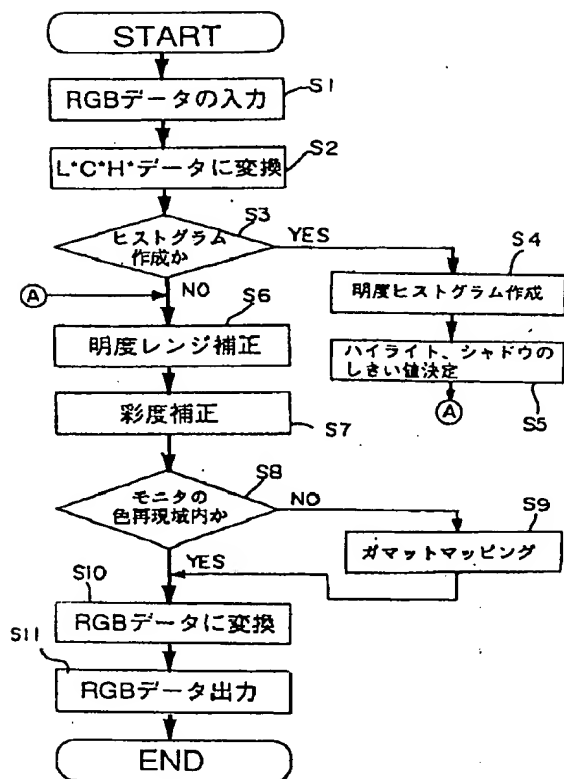 START
RGBデータの入力
S1
L*C*H*データに変換
S2
ヒストグラム
作成か
S3
YES
NO
S4
明度ヒストグラム作成
ハイライト、シャドウの
しきい値決定
S5
A
A
S6
明度レンジ補正
彩度補正
S7
S8
モニタの
色再現域内か
NO
YES
S9
ガマットマッピング
S10
RGBデータに変換
S11
RGBデータ出力
END